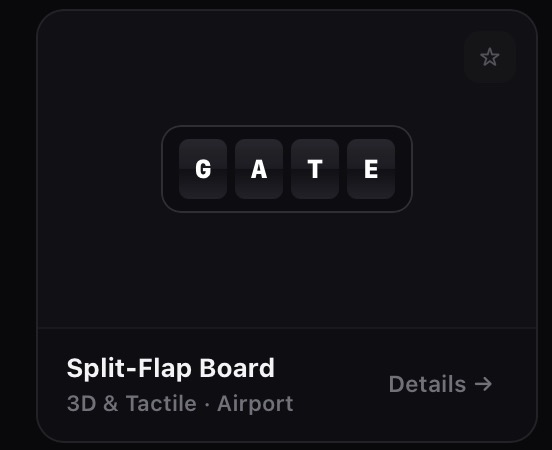 GATE
Split-Flap Board
3D & Tactile · Airport
Details →